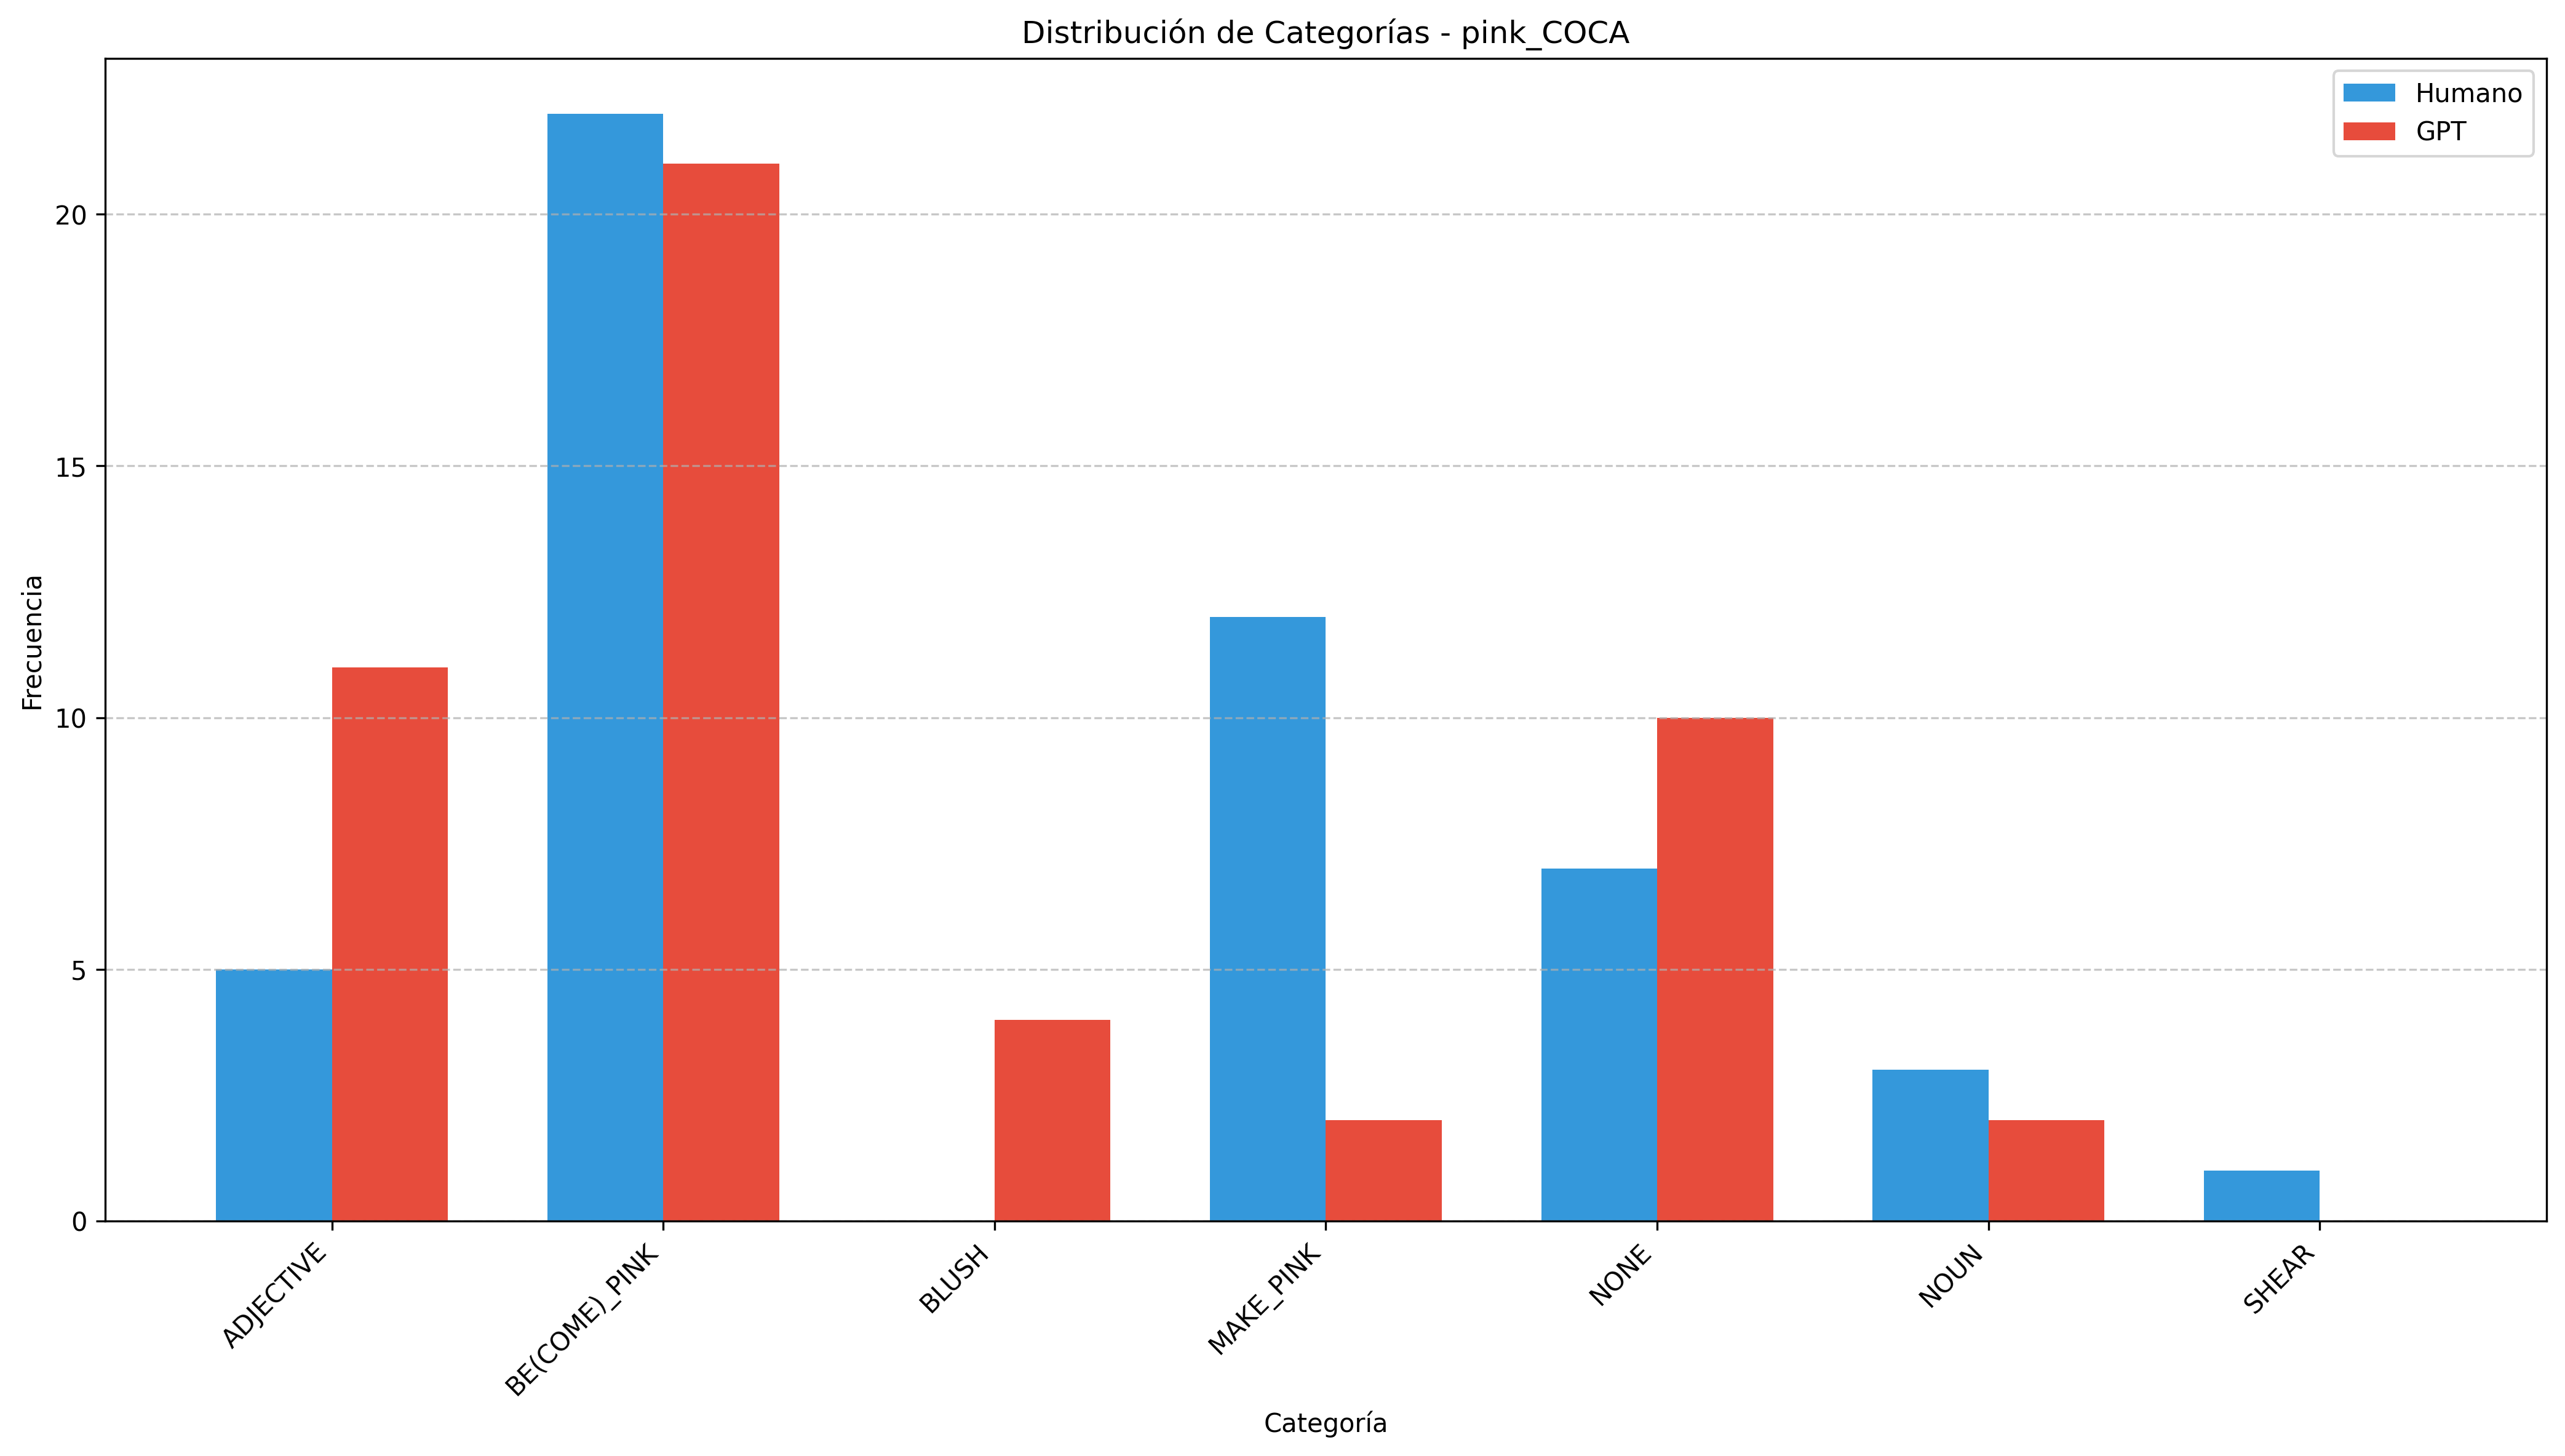 Distribución de Categorías - pink_COCA
Humano
GPT
Frecuencia
20
15
10
5
0
ADJECTIVE
BE(COME)_PINK
BLUSH
MAKE_PINK
NONE
NOUN
SHEAR
Categoría